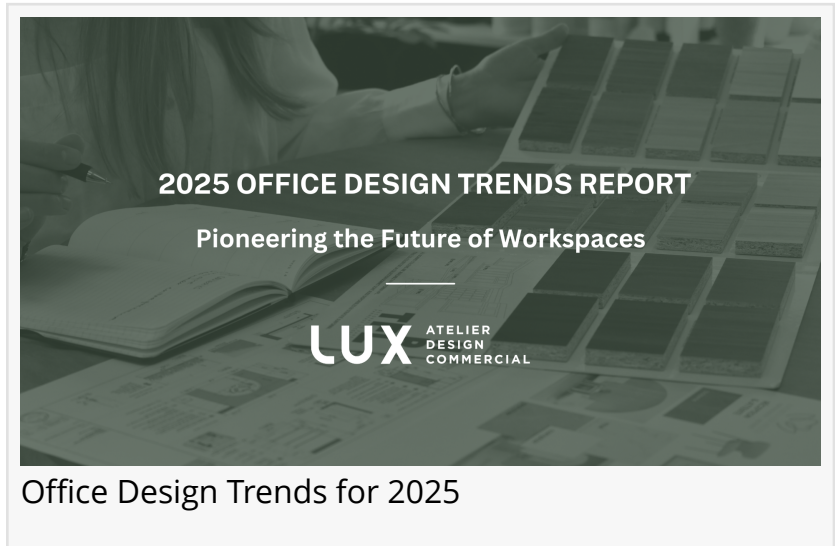 2025 OFFICE DESIGN TRENDS REPORT
Pioneering the Future of Workspaces
LUX
ATELIER
DESIGN
COMMERCIAL
Office Design Trends for 2025